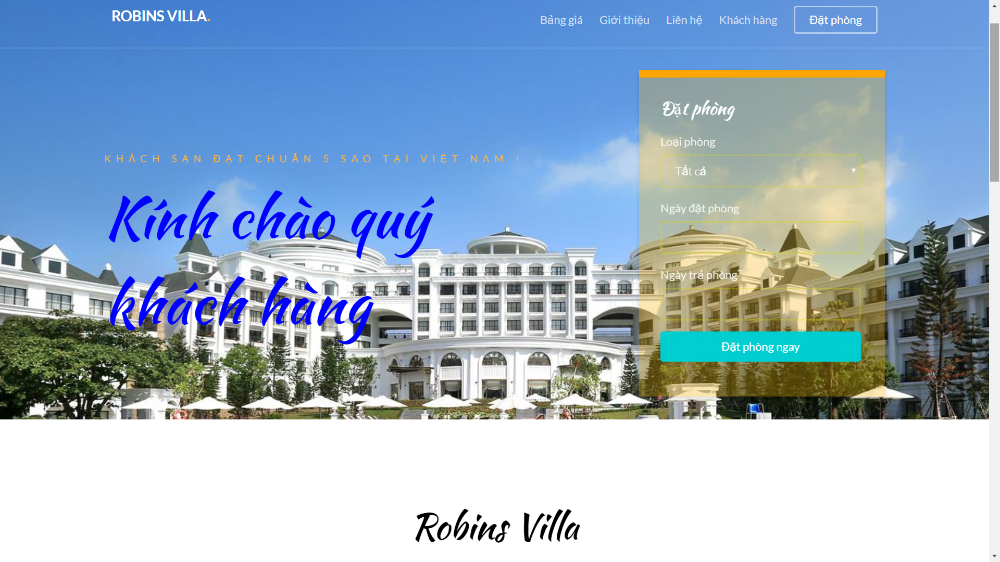 ROBINS VILLA.
Bảng giá
Giới thiệu
Liên hệ
Khách hàng
Đặt phòng
KHÁCH SẠN ĐẠT CHUẨN 5 SAO TẠI VIỆT NAM !
Kính chào quý
khách hàng
Đặt phòng
Loại phòng
Tất cả
Ngày đặt phòng
Ngày trả phòng
Đặt phòng ngay
Robins Villa